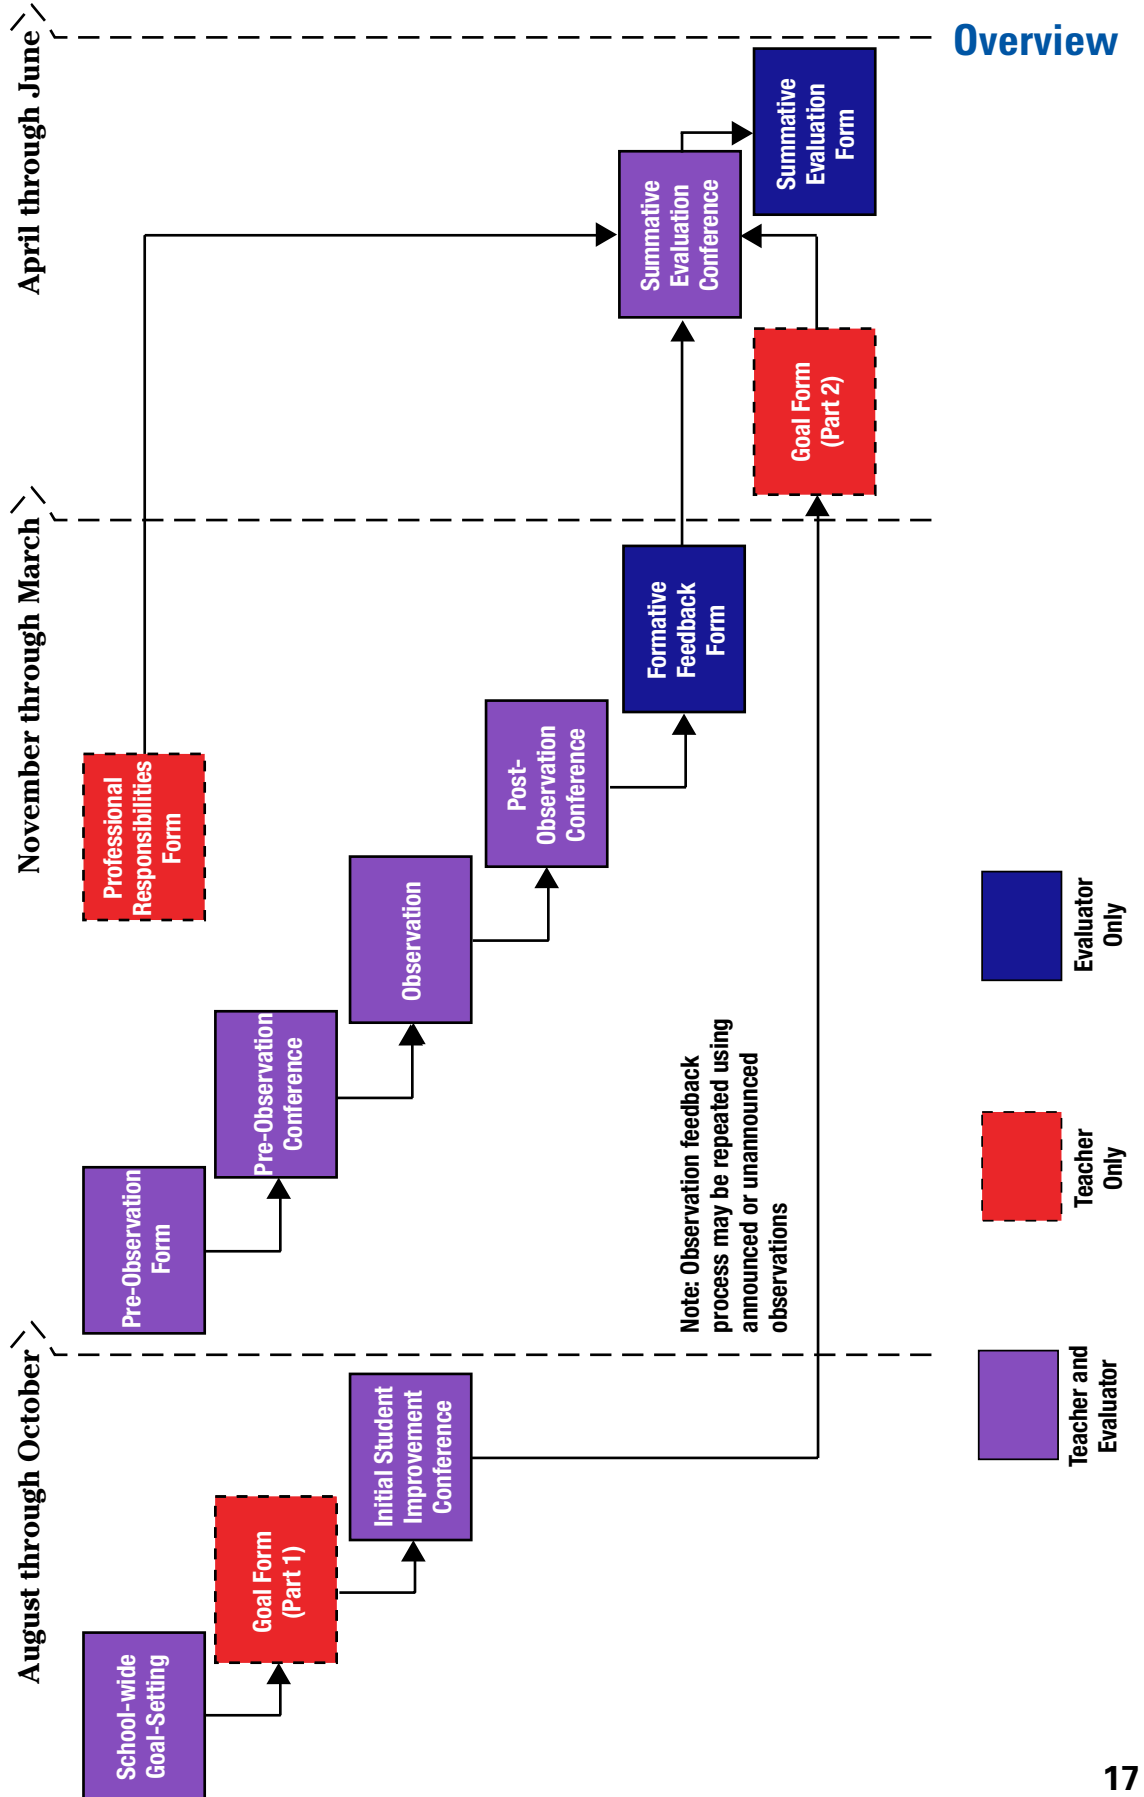 Overview
August through October
November through March
April through June
School-wide
Goal-Setting
Goal Form
(Part 1)
Initial Student
Improvement
Conference
Pre-Observation
Form
Pre-Observation
Conference
Observation
Post-
Observation
Conference
Formative
Feedback
Form
Professional
Responsibilities
Form
Goal Form
(Part 2)
Summative
Evaluation
Conference
Summative
Evaluation
Form
Note: Observation feedback
process may be repeated using
announced or unannounced
observations
Teacher and
Evaluator
Teacher
Only
Evaluator
Only
17